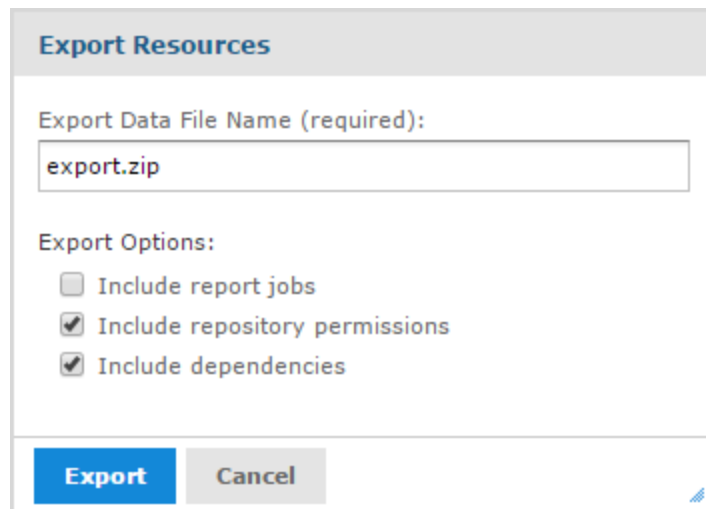 Export Resources
Export Data File Name (required):
export.zip
Export Options:
Include report jobs
Include repository permissions
Include dependencies
Export Cancel